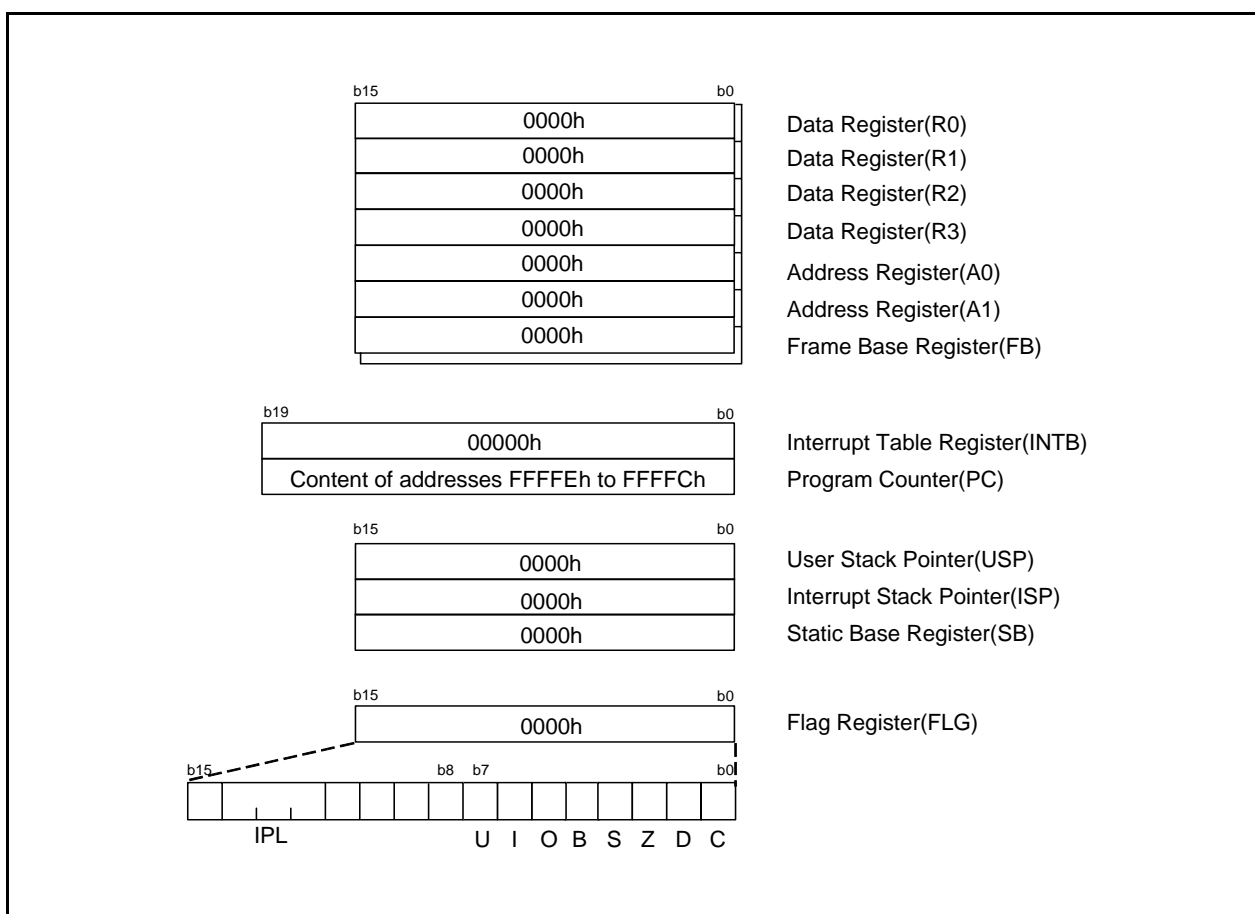 b15 b0
0000h Data Register(R0)
0000h Data Register(R1)
0000h Data Register(R2)
0000h Data Register(R3)
0000h Address Register(A0)
0000h Address Register(A1)
0000h Frame Base Register(FB)
b19 b0
00000h Interrupt Table Register(INTB)
Content of addresses FFFFEh to FFFFCh Program Counter(PC)
b15 b0
0000h User Stack Pointer(USP)
0000h Interrupt Stack Pointer(ISP)
0000h Static Base Register(SB)
b15 b0
0000h Flag Register(FLG)
b15 b8 b7 b0
IPL U I O B S Z D C